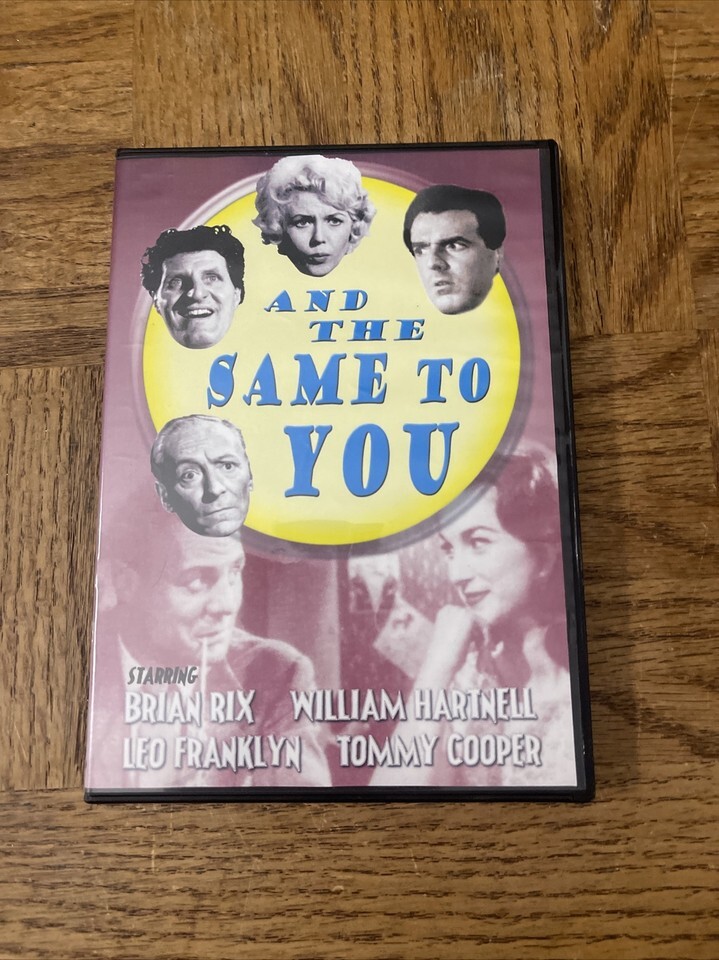 AND
THE
SAME TO
YOU
STARRING
BRIAN RIX WILLIAM HARTNELL
LEO FRANKLYN TOMMY COOPER